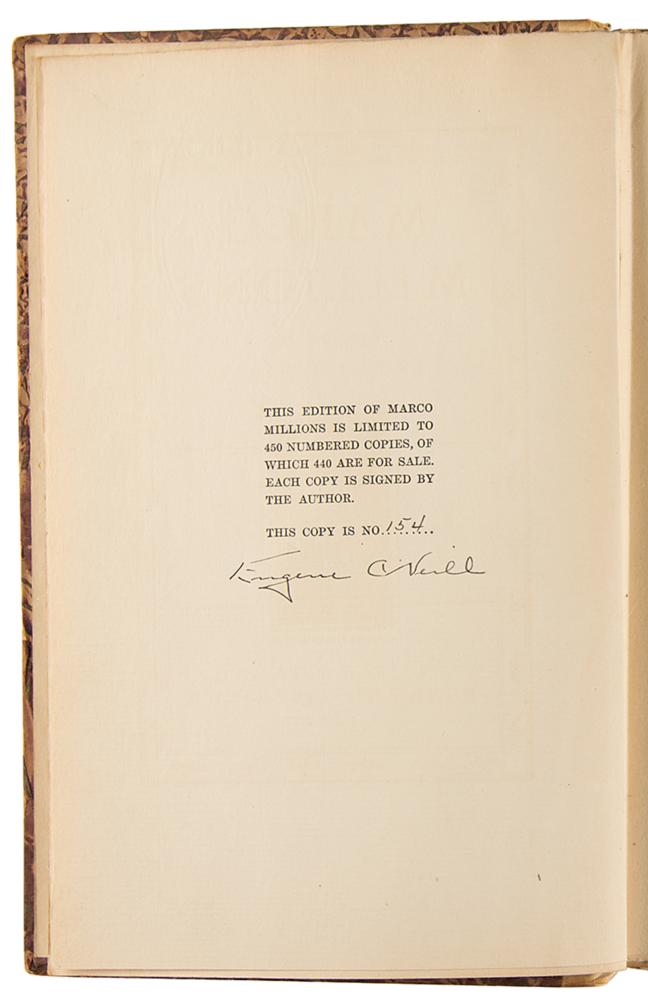 THIS EDITION OF MARCO
MILLIONS IS LIMITED TO
450 NUMBERED COPIES, OF
WHICH 440 ARE FOR SALE.
EACH COPY IS SIGNED BY
THE AUTHOR.
THIS COPY IS NO. 154..
Eugene O'Neill